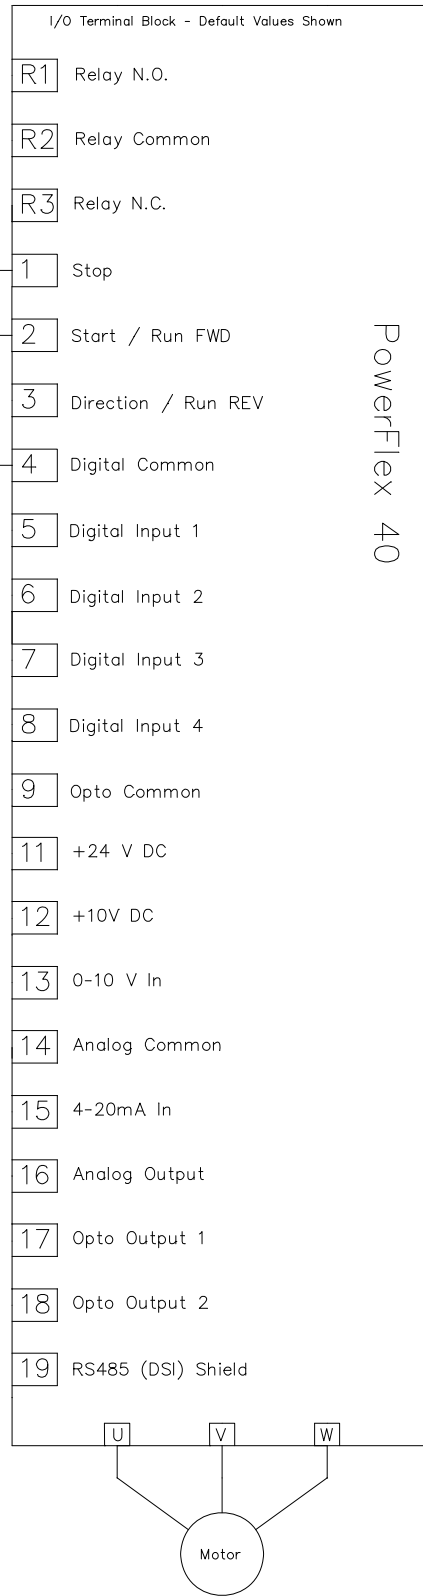 I/O Terminal Block - Default Values Shown
R1 Relay N.O.
R2 Relay Common
R3 Relay N.C.
1 Stop
2 Start / Run FWD
3 Direction / Run REV
4 Digital Common
5 Digital Input 1
6 Digital Input 2
7 Digital Input 3
8 Digital Input 4
9 Opto Common
11 +24 V DC
12 +10V DC
13 0-10 V In
14 Analog Common
15 4-20mA In
16 Analog Output
17 Opto Output 1
18 Opto Output 2
19 RS485 (DSI) Shield
PowerFlex 40
U V W
Motor